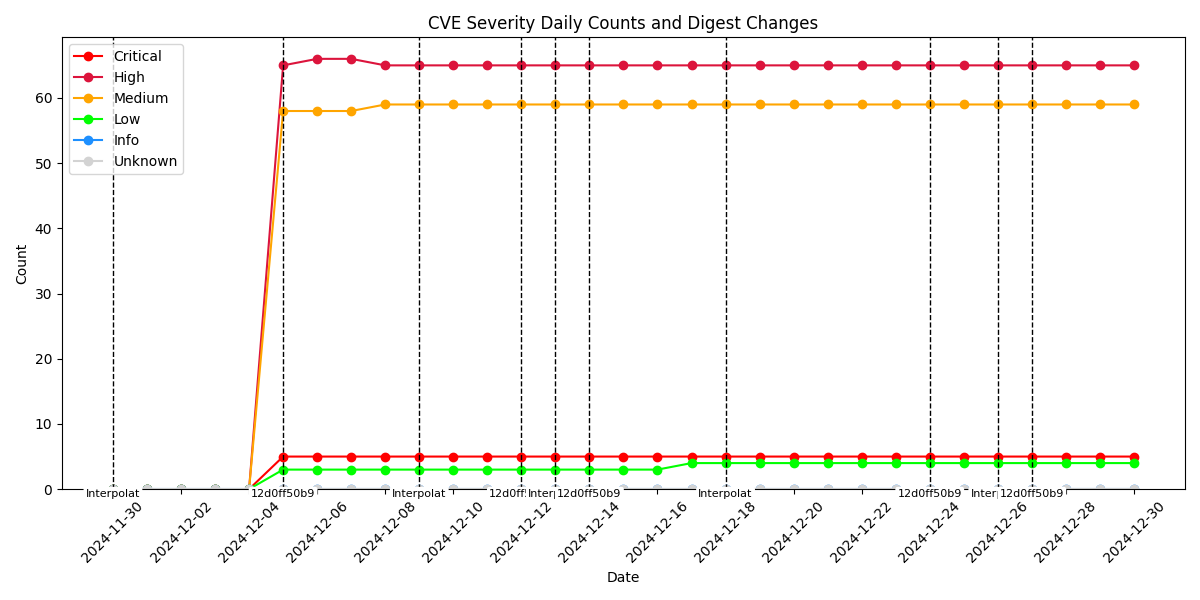 CVE Severity Daily Counts and Digest Changes
Critical
High
Medium
Low
Info
Unknown
Count
60
50
40
30
20
10
0
Interpolat
12d0ff50b9
Interpolat
12d0ff
Inter
12d0ff50b9
Interpolat
12d0ff50b9
Inter
12d0ff50b9
2024-11-30
2024-12-02
2024-12-04
2024-12-06
2024-12-08
2024-12-10
2024-12-12
2024-12-14
2024-12-16
2024-12-18
2024-12-20
2024-12-22
2024-12-24
2024-12-26
2024-12-28
2024-12-30
Date